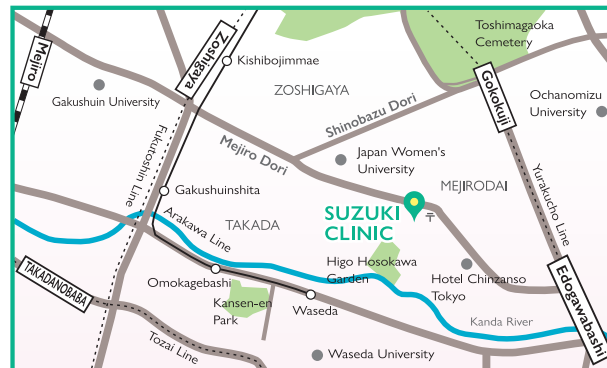 Mejiro
Zoshigaya
Kishibojimmae
Toshimagaoka
Cemetery
Gakushuin University
ZOSHIGAYA
Gokokuji
Ochanomizu
University
Fukutoshin Line
Mejiro Dori
Shinobazu Dori
Japan Women's
University
Yurakucho Line
Gakushuinshita
MEJIRODAI
SUZUKI
CLINIC
〒
TAKADA
Arakawa Line
TAKADANOBABA
Omokagebashi
Higo Hosokawa
Garden
Hotel Chinzanso
Tokyo
Edogawabashi
Kansen-en
Park
Waseda
Kanda River
Tozai Line
Waseda University